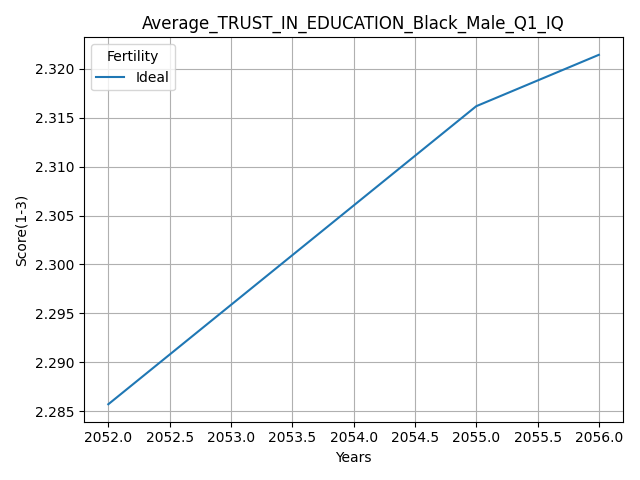 Average_TRUST_IN_EDUCATION_Black_Male_Q1_IQ
Fertility
Ideal
Score(1-3)
2.320
2.315
2.310
2.305
2.300
2.295
2.290
2.285
2052.0 2052.5 2053.0 2053.5 2054.0 2054.5 2055.0 2055.5 2056.0
Years